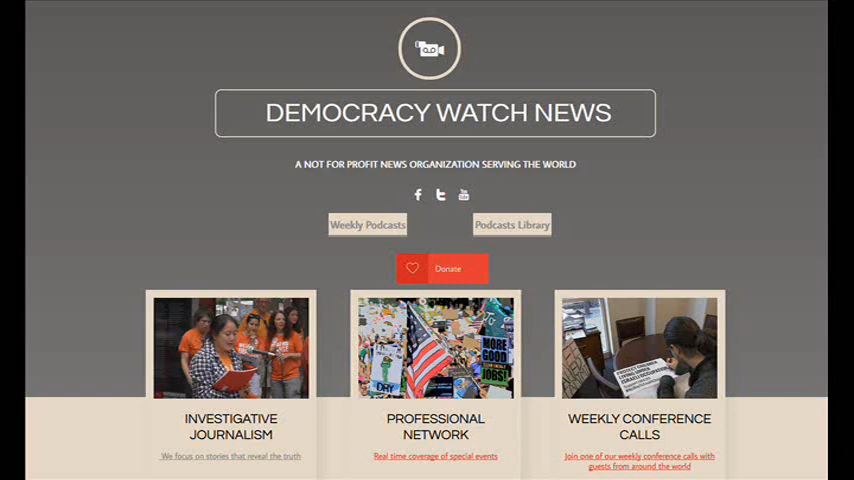 DEMOCRACY WATCH NEWS
A NOT FOR PROFIT NEWS ORGANIZATION SERVING THE WORLD
Weekly Podcasts
Podcasts Library
Donate
MORE
GOOD
JOBS!
DRY
INVESTIGATIVE
JOURNALISM
We focus on stories that reveal the truth
PROFESSIONAL
NETWORK
Real time coverage of special events
WEEKLY CONFERENCE
CALLS
Join one of our weekly conference calls with
guests from around the world